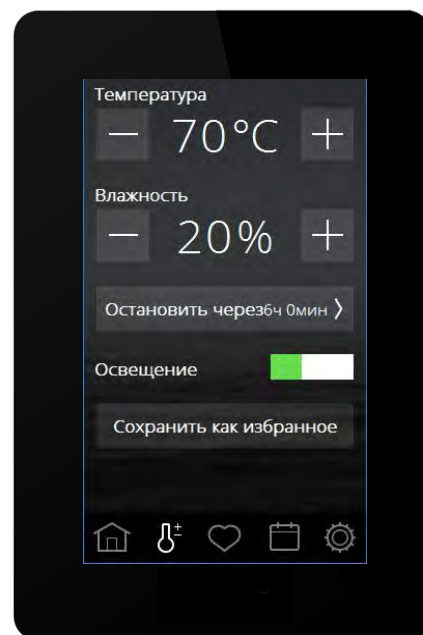 Температура
70°C
Влажность
20%
Остановить через6ч 0мин
Освещение
Сохранить как избранное